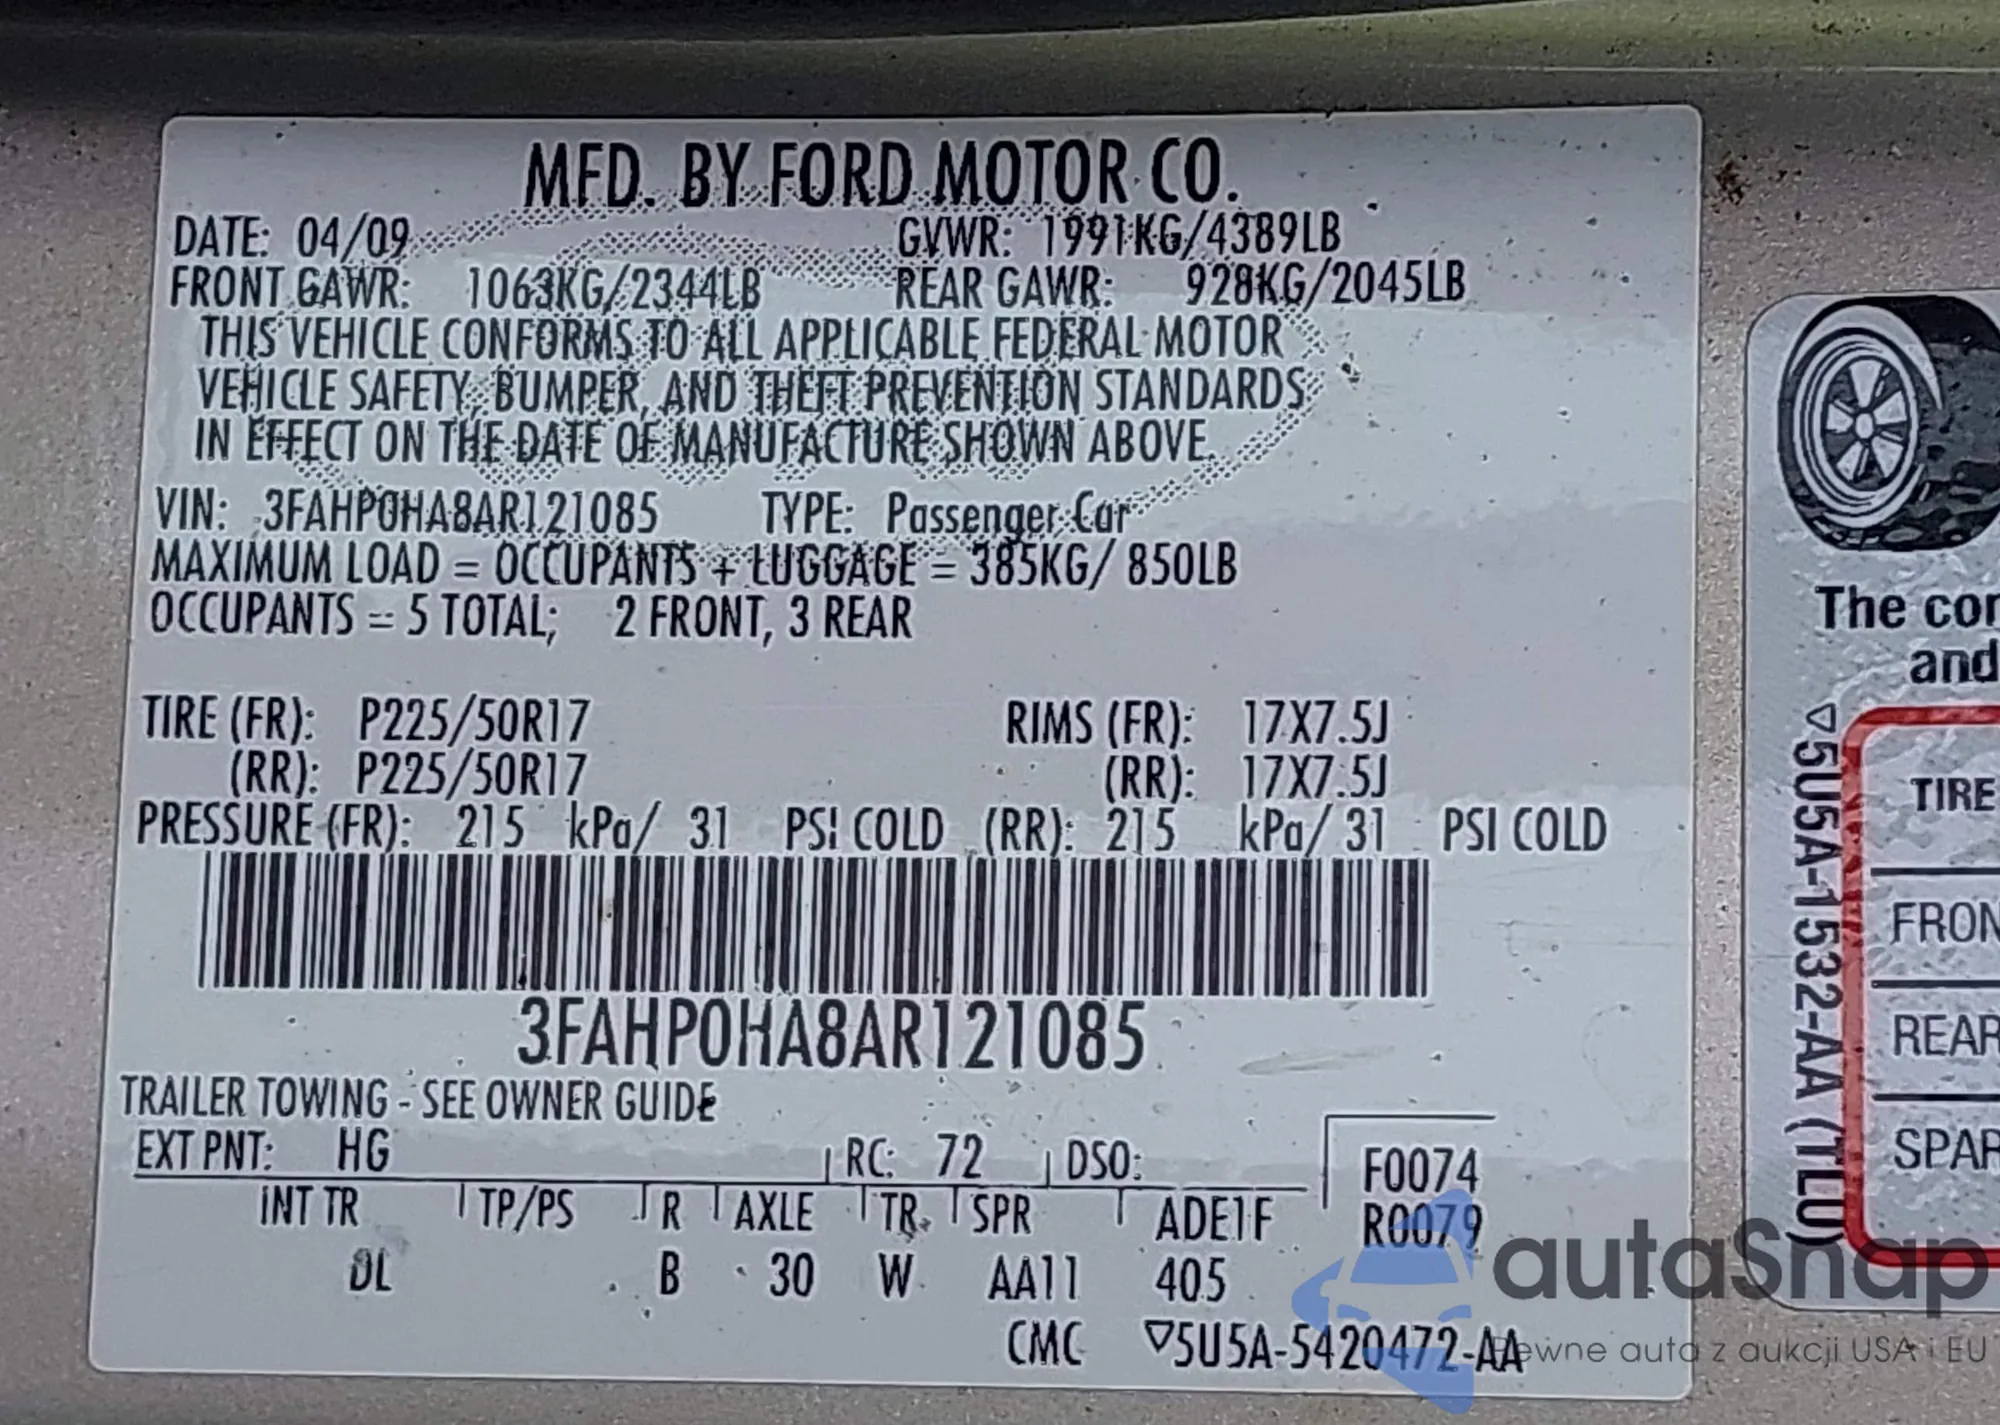 MFD. BY FORD MOTOR CO.
DATE: 04/09 GVWR: 1991KG/4389LB
FRONT GAWR: 1063KG/2344LB REAR GAWR: 928KG/2045LB
THIS VEHICLE CONFORMS TO ALL APPLICABLE FEDERAL MOTOR
VEHICLE SAFETY, BUMPER, AND THEFT PREVENTION STANDARDS
IN EFFECT ON THE DATE OF MANUFACTURE SHOWN ABOVE.
VIN: 3FAHP0HA8AR121085 TYPE: Passenger Car
MAXIMUM LOAD = OCCUPANTS + LUGGAGE = 385KG/ 850LB
OCCUPANTS = 5 TOTAL; 2 FRONT, 3 REAR
TIRE (FR): P225/50R17 RIMS (FR): 17X7.5J
(RR): P225/50R17 (RR): 17X7.5J
PRESSURE (FR): 215 kPa/ 31 PSI COLD (RR): 215 kPa/ 31 PSI COLD
3FAHP0HA8AR121085
TRAILER TOWING - SEE OWNER GUIDE
EXT PNT: HG RC: 72 DSO: F0074
INT TR TP/PS R AXLE TR SPR ADE1F R0079
DL B 30 W AA11 405
CMC ▽5U5A-5420472-AA
The con
and
▽5U5A-1532-AA (TLU)
TIRE
FRON
REAR
SPAR
autaSnap
Pewne auta z aukcji USA i EU